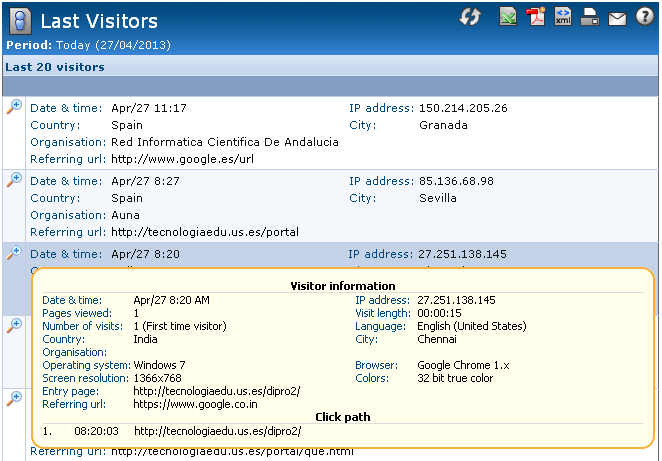 Last Visitors
Period: Today (27/04/2013)
Last 20 visitors
Date & time: Apr/27 11:17 IP address: 150.214.205.26
Country: Spain City: Granada
Organisation: Red Informatica Cientifica De Andalucia
Referring url: http://www.google.es/url
Date & time: Apr/27 8:27 IP address: 85.136.68.98
Country: Spain City: Sevilla
Organisation: Auna
Referring url: http://tecnologiaedu.us.es/portal
Date & time: Apr/27 8:20 IP address: 27.251.138.145
Visitor information
Date & time: Apr/27 8:20 AM IP address: 27.251.138.145
Pages viewed: 1 Visit length: 00:00:15
Number of visits: 1 (First time visitor) Language: English (United States)
Country: India City: Chennai
Organisation:
Operating system: Windows 7 Browser: Google Chrome 1.x
Screen resolution: 1366x768 Colors: 32 bit true color
Entry page: http://tecnologiaedu.us.es/dipro2/
Referring url: https://www.google.co.in
Click path
1. 08:20:03 http://tecnologiaedu.us.es/dipro2/
Referring url: http://tecnologiaedu.us.es/portal/que.html